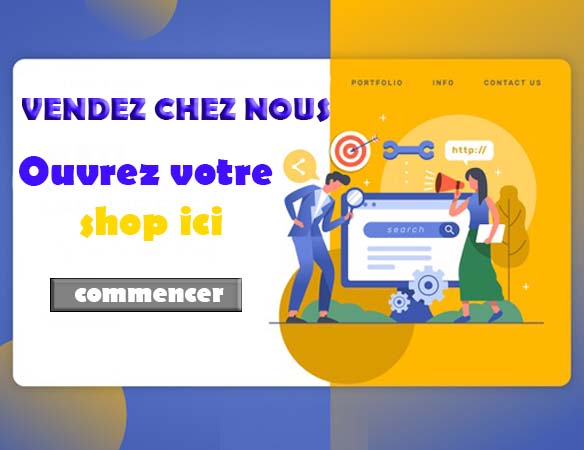 PORTFOLIO INFO CONTACT US
VENDEZ CHEZ NOUS
Ouvrez votre
shop ici
commencer
http://
search